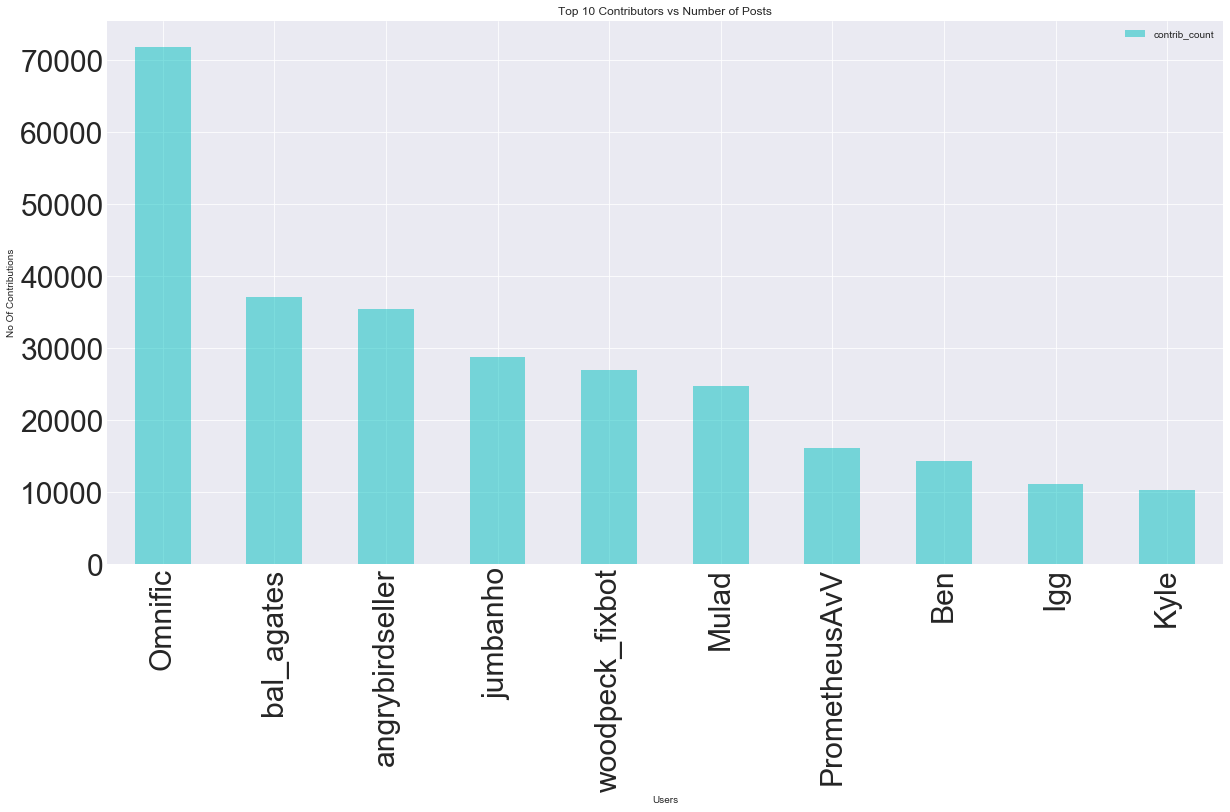 Top 10 Contributors vs Number of Posts
contrib_count
No Of Contributions
70000
60000
50000
40000
30000
20000
10000
0
Omnific
bal_agates
angrybirdseller
jumbanho
woodpeck_fixbot
Mulad
PrometheusAvV
Ben
Igg
Kyle
Users